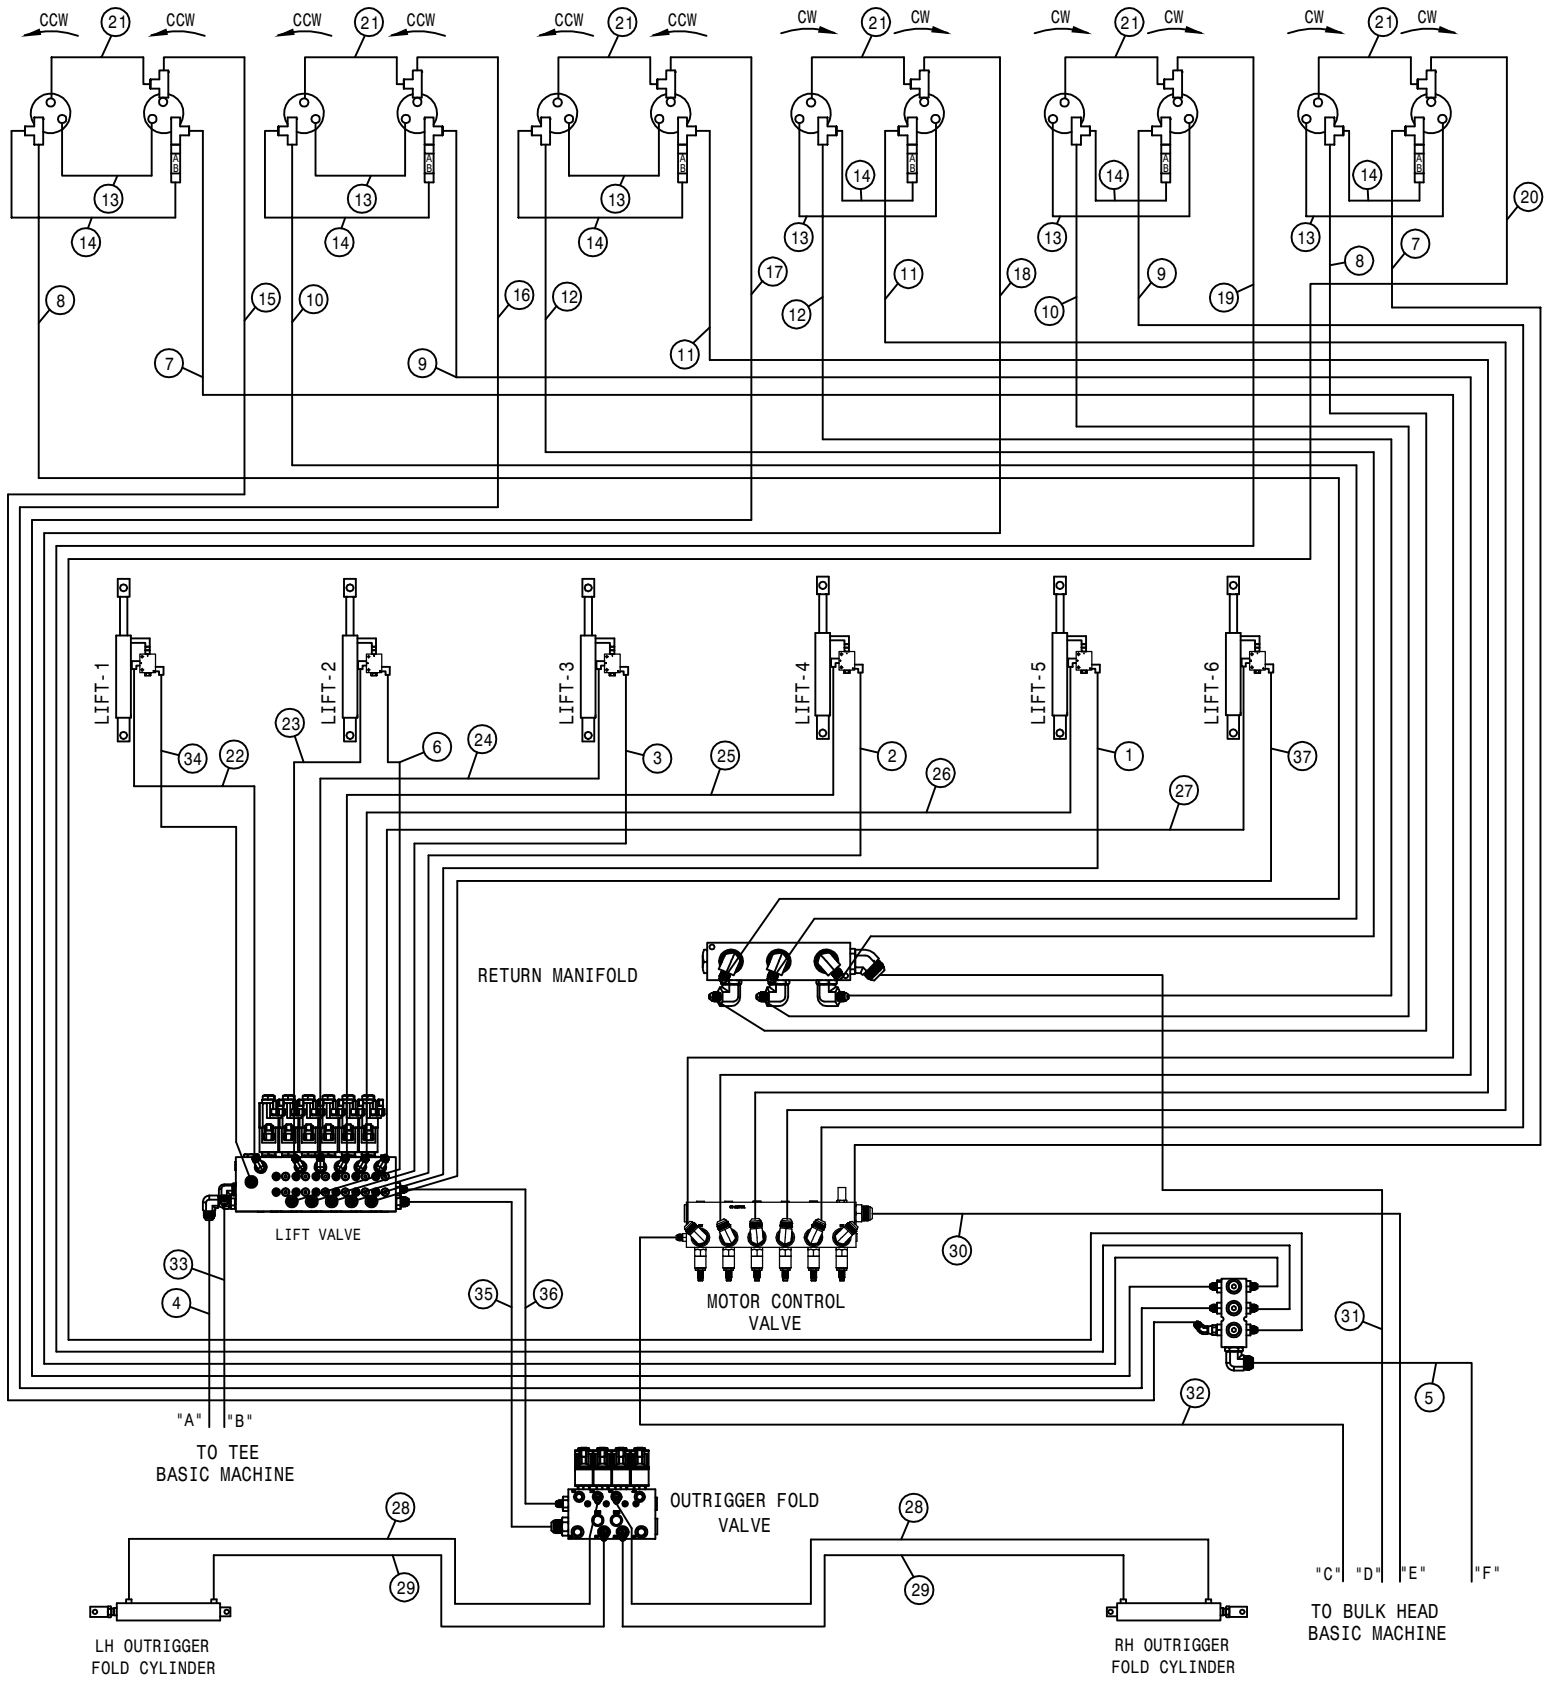 CCW 21 CCW CCW 21 CCW CCW 21 CCW CW 21 CW CW 21 CW CW 21 CW
A A A A A A
B B B B B B
13 13 13 14 14 14 20
14 14 14 13 13 13
8 15 10 16 12 17 12 11 18 10 9 19 8 7
7 9 11
LIFT-1 LIFT-2 LIFT-3 LIFT-4 LIFT-5 LIFT-6
34 22 23 6 24 3 25 2 26 1 27 37
RETURN MANIFOLD
LIFT VALVE
33 4 35 36 30 31
MOTOR CONTROL
VALVE
32 5
"A" "B"
TO TEE
BASIC MACHINE
OUTRIGGER FOLD
VALVE
28 28
29 29
"C" "D" "E" "F"
TO BULK HEAD
BASIC MACHINE
LH OUTRIGGER
FOLD CYLINDER
RH OUTRIGGER
FOLD CYLINDER